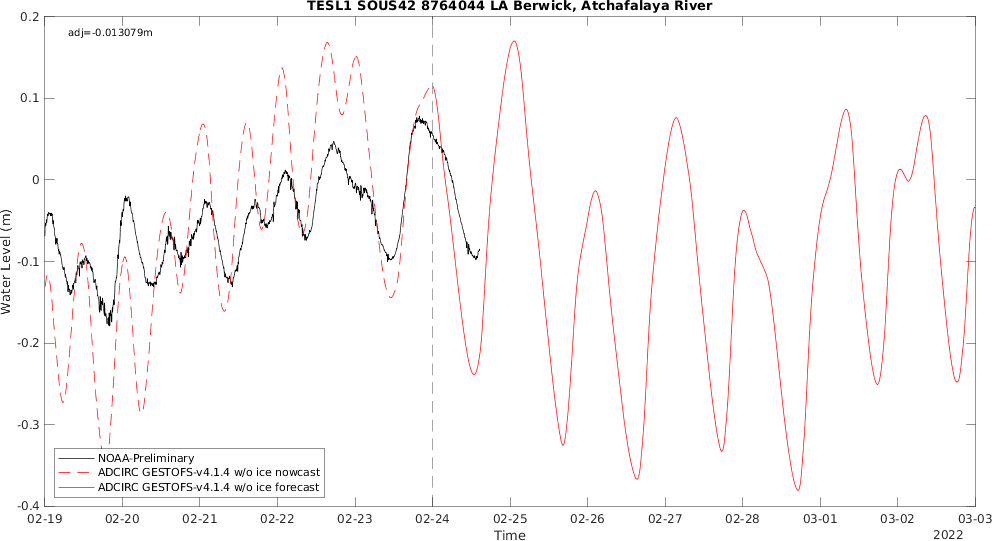 TESL1 SOUS42 8764044 LA Berwick, Atchafalaya River
adj=-0.013079m
0.2
0.1
0
-0.1
-0.2
-0.3
-0.4
Water Level (m)
NOAA-Preliminary
ADCIRC GESTOFS-v4.1.4 w/o ice nowcast
ADCIRC GESTOFS-v4.1.4 w/o ice forecast
02-19 02-20 02-21 02-22 02-23 02-24 02-25 02-26 02-27 02-28 03-01 03-02 03-03
Time
2022